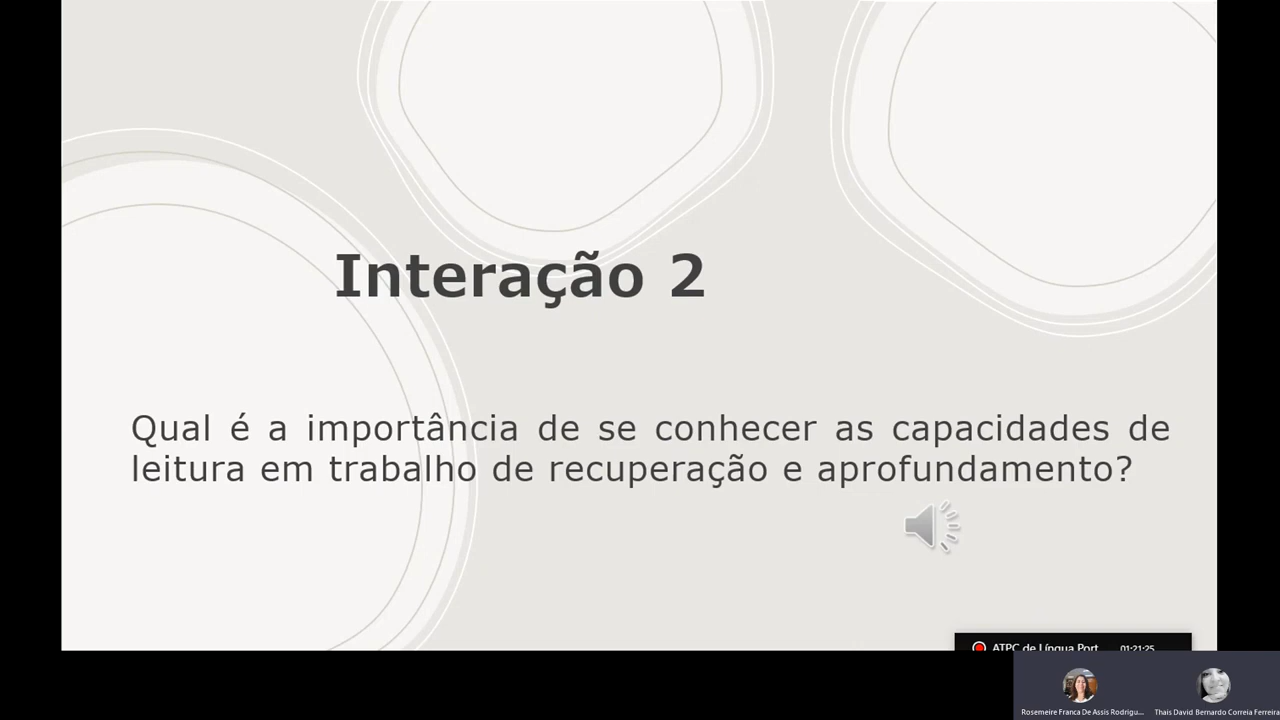 Interação 2
Qual é a importância de se conhecer as capacidades de
leitura em trabalho de recuperação e aprofundamento?
ATPC de Língua Port... 01:21:25
Rosemeire Franca De Assis Rodrigu...
Thais David Bernardo Correia Ferreira